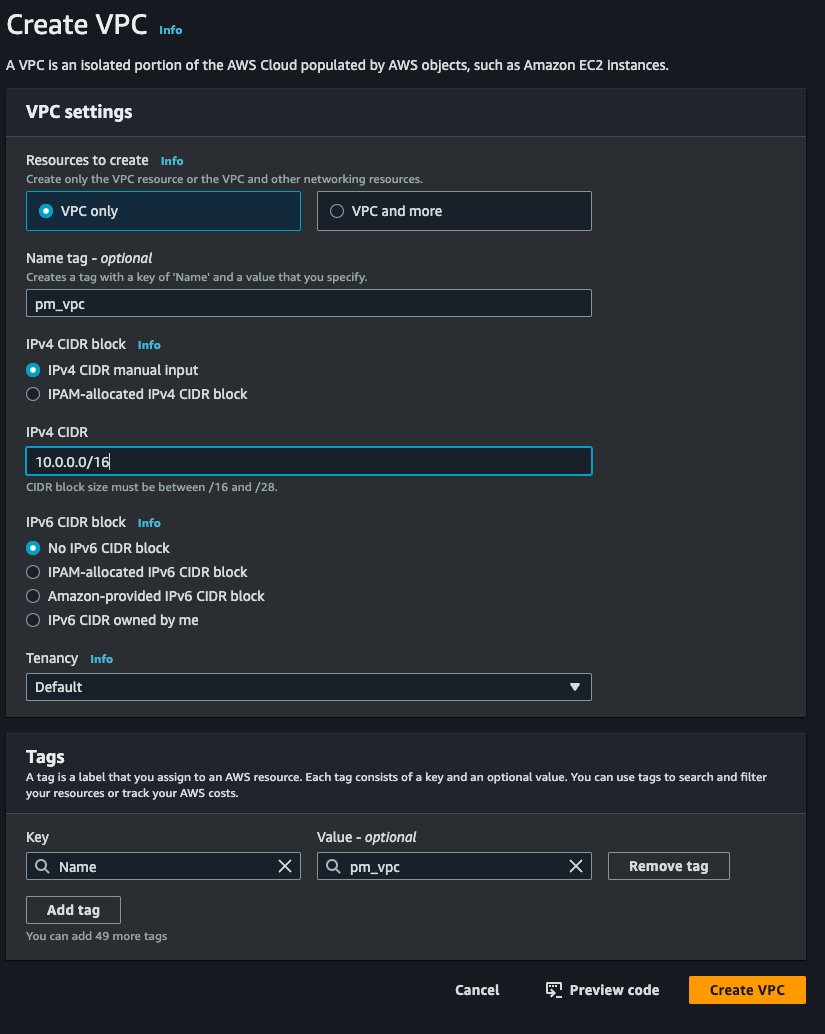 Create VPC Info
A VPC is an isolated portion of the AWS Cloud populated by AWS objects, such as Amazon EC2 instances.
VPC settings
Resources to create Info
Create only the VPC resource or the VPC and other networking resources.
VPC only
VPC and more
Name tag - optional
Creates a tag with a key of 'Name' and a value that you specify.
pm_vpc
IPv4 CIDR block Info
IPv4 CIDR manual input
IPAM-allocated IPv4 CIDR block
IPv4 CIDR
10.0.0.0/16
CIDR block size must be between /16 and /28.
IPv6 CIDR block Info
No IPv6 CIDR block
IPAM-allocated IPv6 CIDR block
Amazon-provided IPv6 CIDR block
IPv6 CIDR owned by me
Tenancy Info
Default
Tags
A tag is a label that you assign to an AWS resource. Each tag consists of a key and an optional value. You can use tags to search and filter
your resources or track your AWS costs.
Key
Value - optional
Name
pm_vpc
Remove tag
Add tag
You can add 49 more tags
Cancel
Preview code
Create VPC